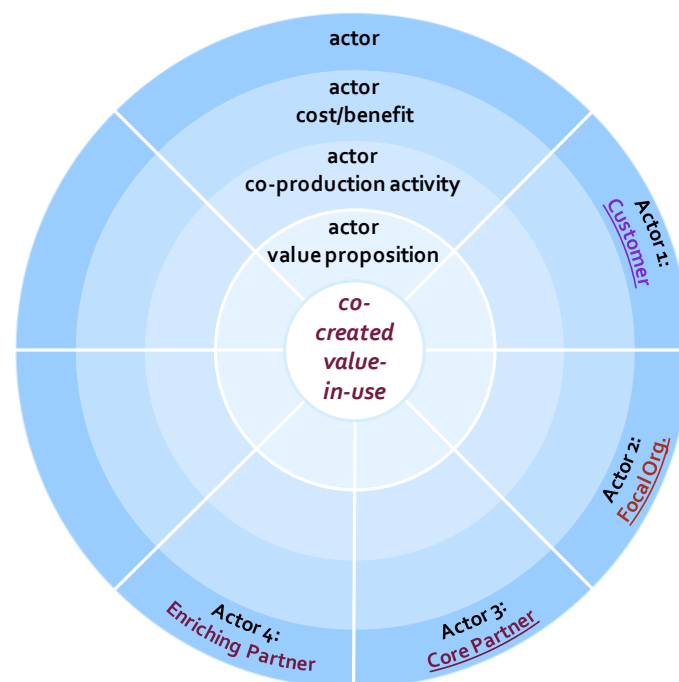 actor
actor
cost/benefit
actor
co-production activity
actor
value proposition
co-
created
value-
in-use
Actor 1:
Customer
Actor 2:
Focal Org.
Actor 3:
Core Partner
Actor 4:
Enriching Partner